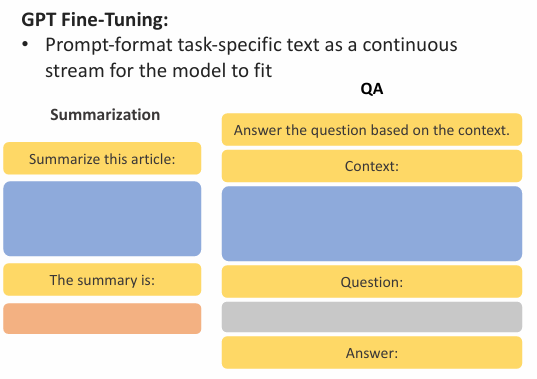 GPT Fine-Tuning:
• Prompt-format task-specific text as a continuous
stream for the model to fit
Summarization
Summarize this article:
The summary is:
QA
Answer the question based on the context.
Context:
Question:
Answer: